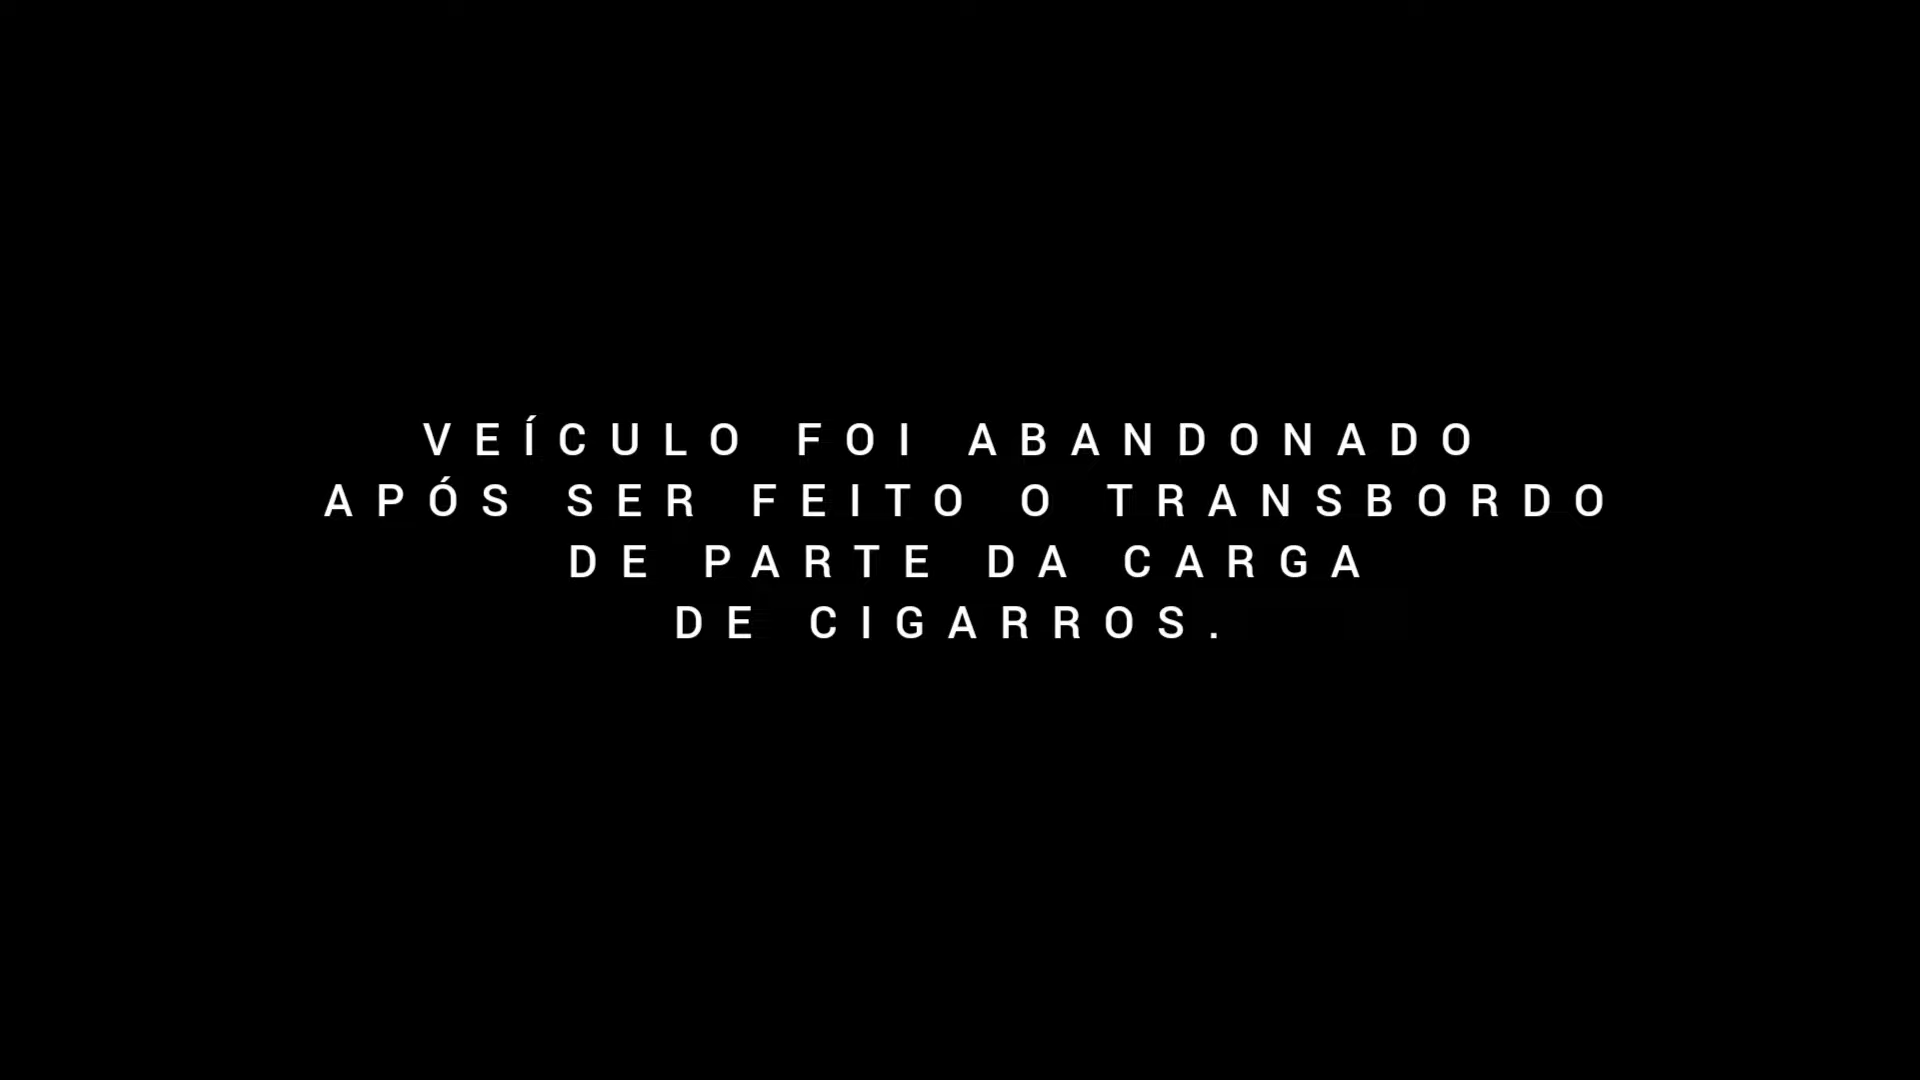 VEÍCULO FOI ABANDONADO
APÓS SER FEITO O TRANSBORDO
DE PARTE DA CARGA
DE CIGARROS.